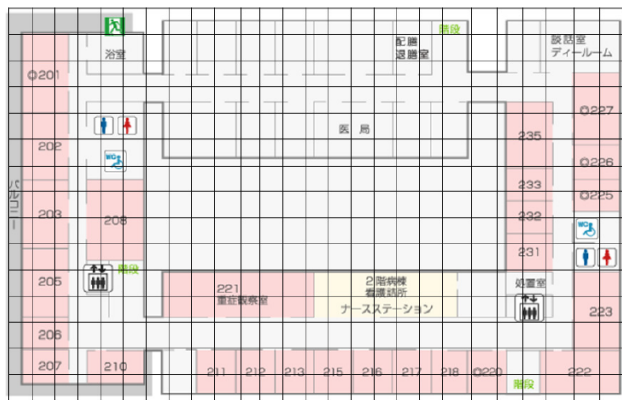 階段
浴室
配膳
退膳室
談話室
ディールーム
◎201
◎227
医局
235
202
WC
◎226
233
◎225
バルコニー
203
208
232
WC
231
階段
205
221
重症観察室
2階病棟
看護詰所
ナースステーション
処置室
223
206
207
210
211
212
213
215
216
217
218
◎220
階段
222